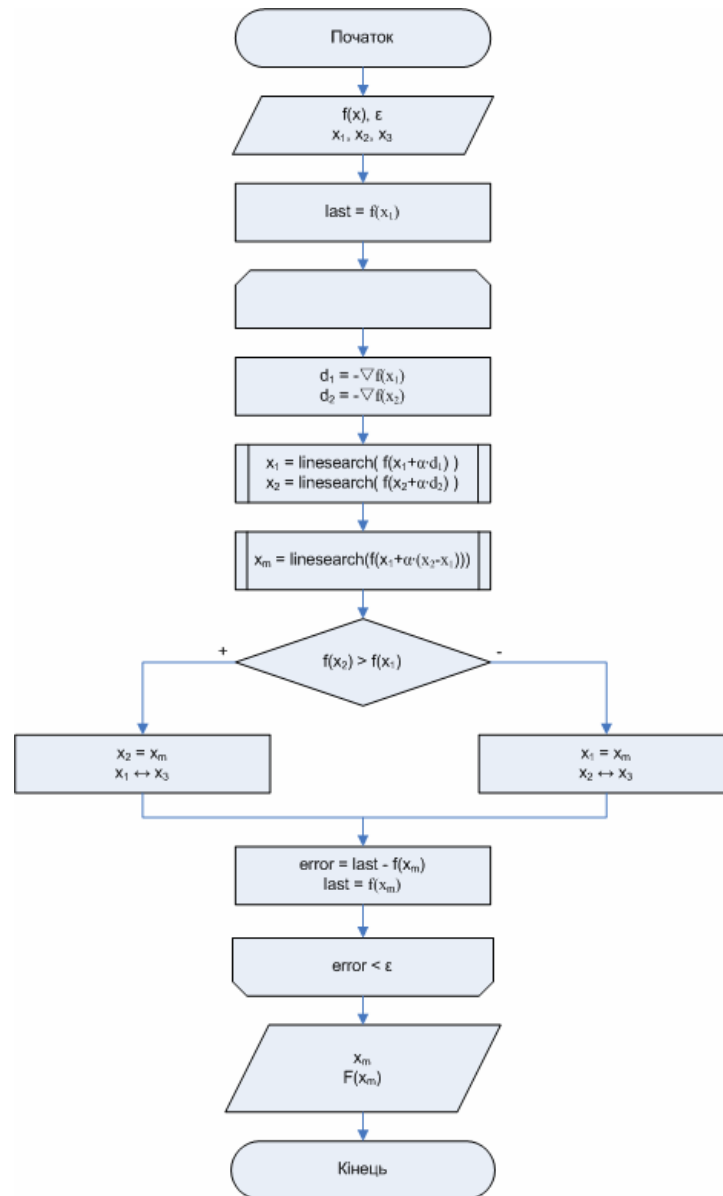 Початок
f(x), ε
x₁, x₂, x₃
last = f(x₁)
d₁ = -▽f(x₁)
d₂ = -▽f(x₂)
x₁ = linesearch( f(x₁+α·d₁) )
x₂ = linesearch( f(x₂+α·d₂) )
xₘ = linesearch(f(x₁+α·(x₂-x₁)))
+
f(x₂) > f(x₁)
-
x₂ = xₘ
x₁ ↔ x₃
x₁ = xₘ
x₂ ↔ x₃
error = last - f(xₘ)
last = f(xₘ)
error < ε
xₘ
F(xₘ)
Кінець